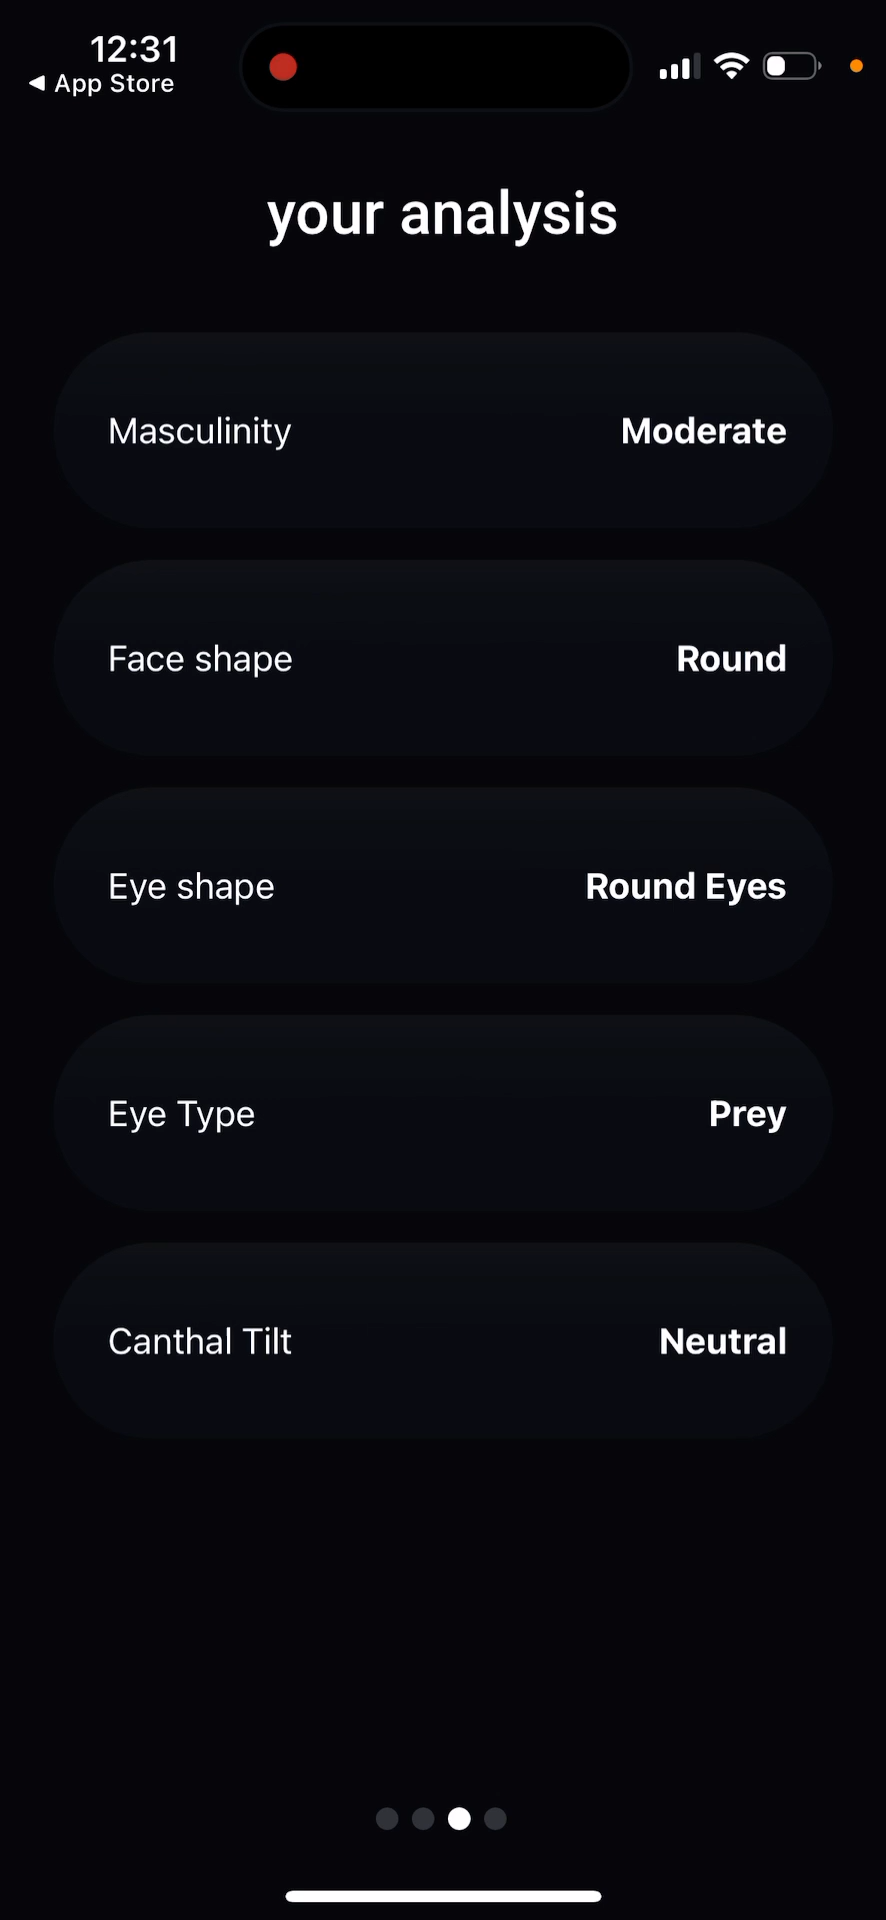 12:31
◀ App Store
your analysis
Masculinity Moderate
Face shape Round
Eye shape Round Eyes
Eye Type Prey
Canthal Tilt Neutral